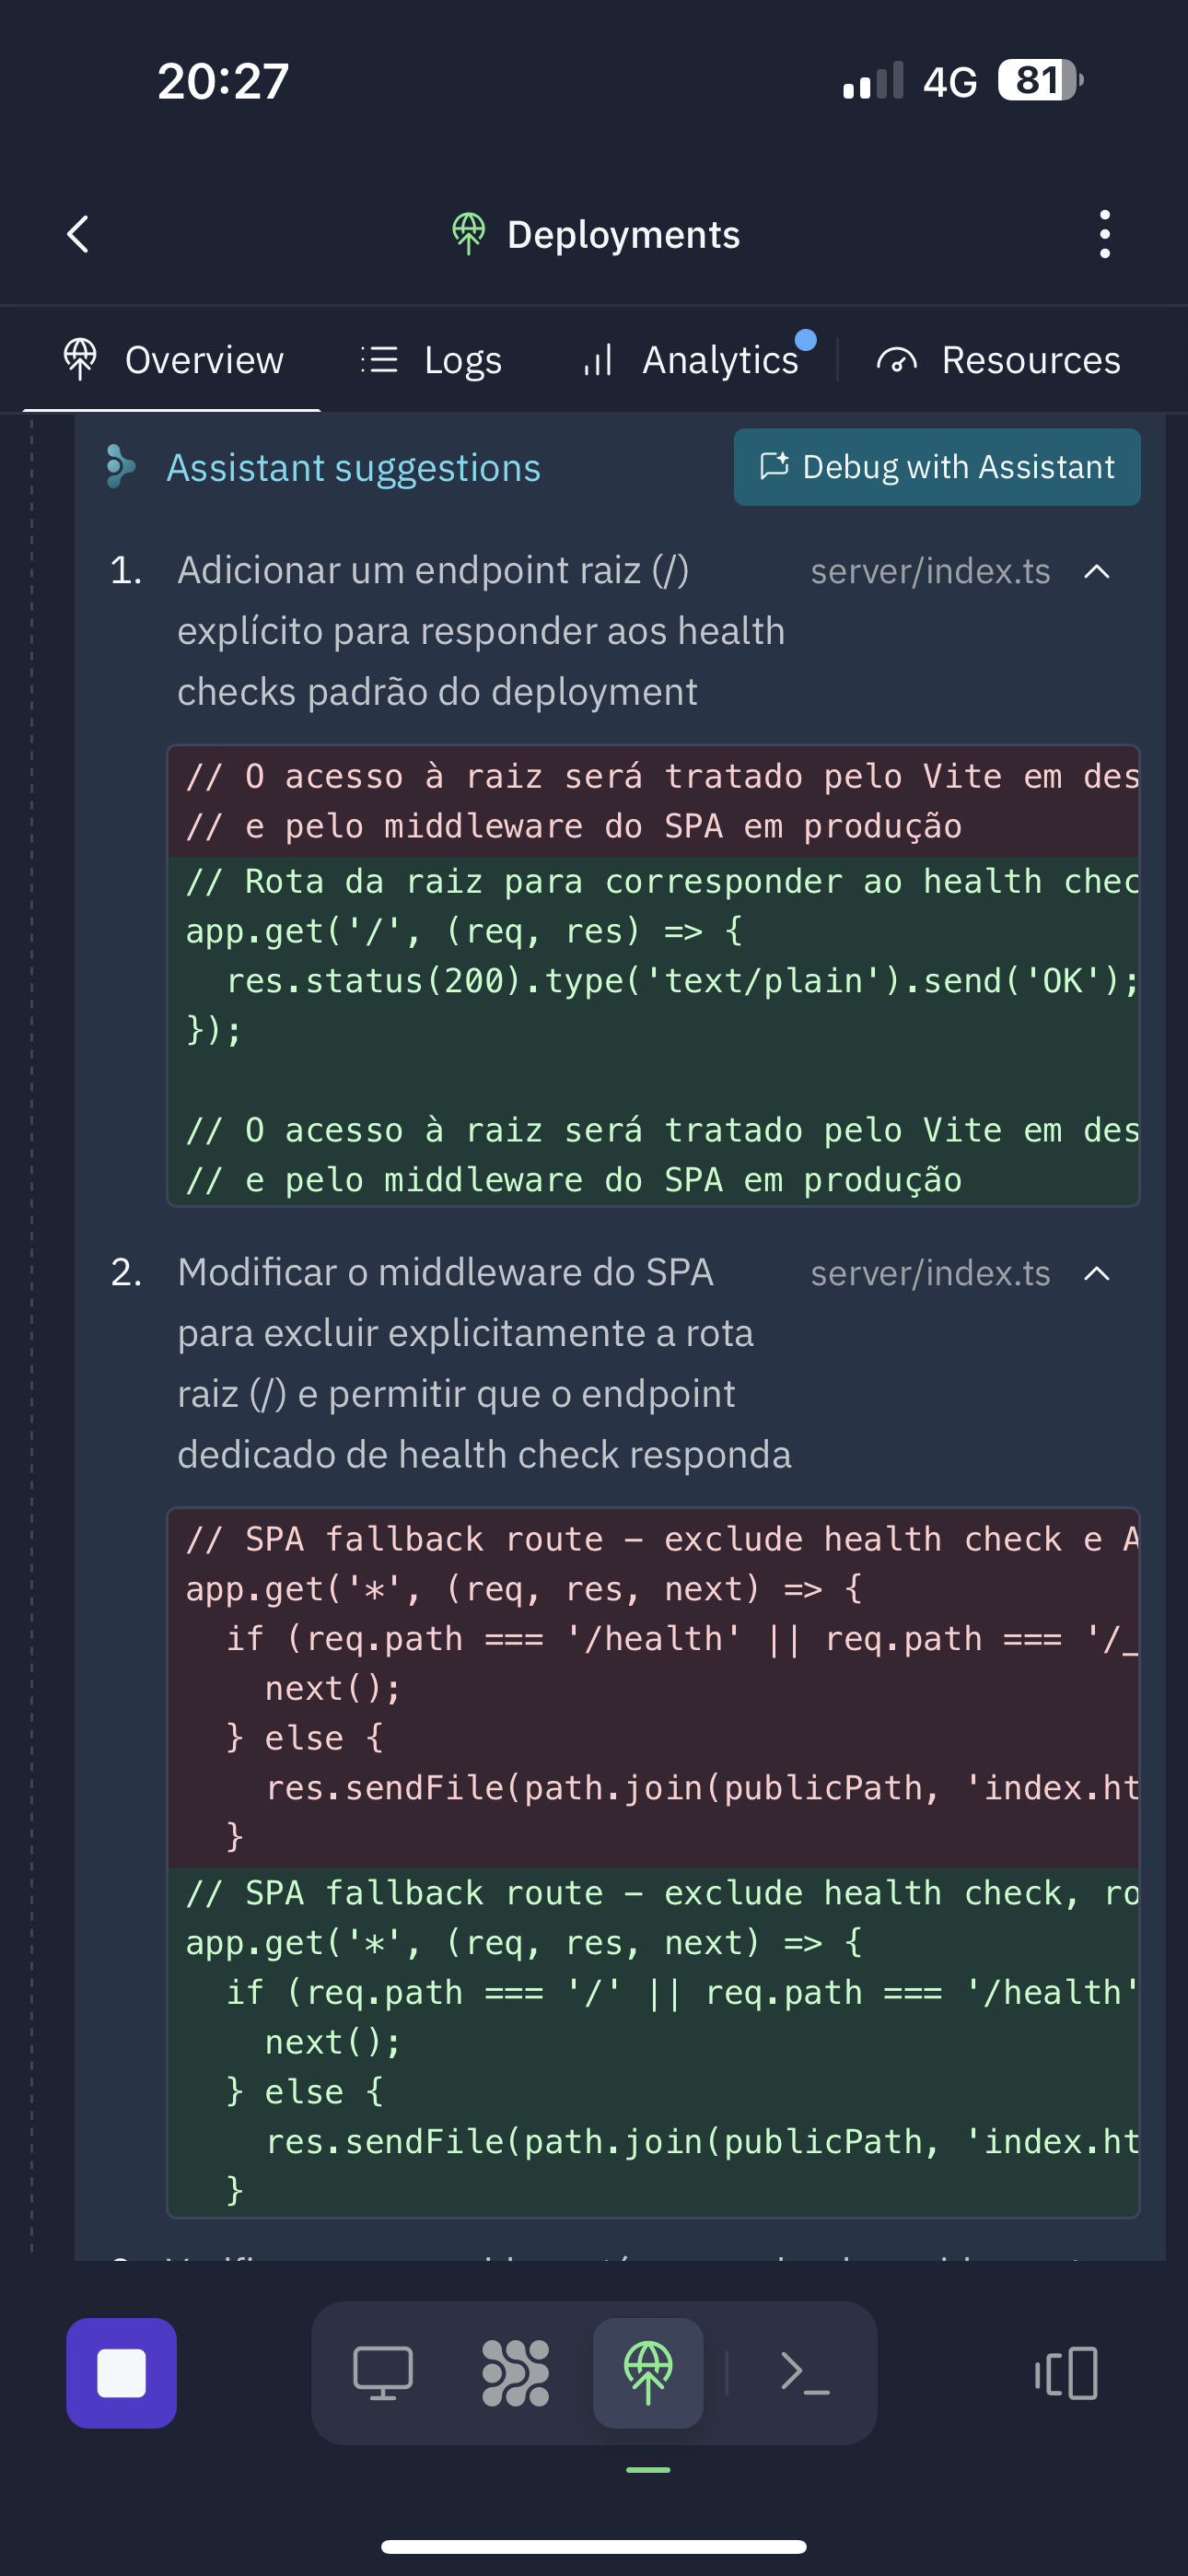 20:27
4G 81
Deployments
Overview Logs Analytics Resources
Assistant suggestions Debug with Assistant
1. Adicionar um endpoint raiz (/) server/index.ts
explícito para responder aos health
checks padrão do deployment
// O acesso à raiz será tratado pelo Vite em des
// e pelo middleware do SPA em produção
// Rota da raiz para corresponder ao health chec
app.get('/', (req, res) => {
  res.status(200).type('text/plain').send('OK');
});
// O acesso à raiz será tratado pelo Vite em des
// e pelo middleware do SPA em produção
2. Modificar o middleware do SPA server/index.ts
para excluir explicitamente a rota
raiz (/) e permitir que o endpoint
dedicado de health check responda
// SPA fallback route – exclude health check e A
app.get('*', (req, res, next) => {
  if (req.path === '/health' || req.path === '/_
    next();
  } else {
    res.sendFile(path.join(publicPath, 'index.ht
  }
// SPA fallback route – exclude health check, ro
app.get('*', (req, res, next) => {
  if (req.path === '/' || req.path === '/health'
    next();
  } else {
    res.sendFile(path.join(publicPath, 'index.ht
  }